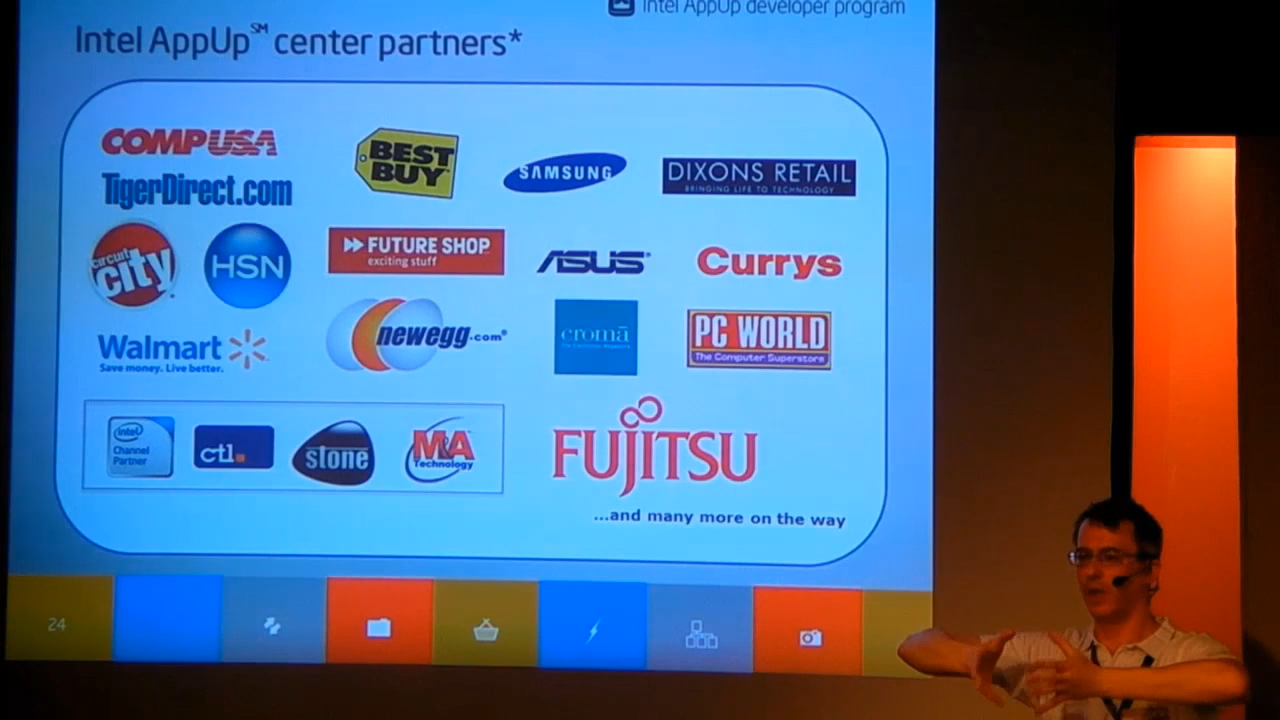 Intel AppUp developer program
Intel AppUp℠ center partners*
COMPUSA
TigerDirect.com
BEST
BUY
SAMSUNG
DIXONS RETAIL
BRINGING LIFE TO TECHNOLOGY
circuit
city
HSN
FUTURE SHOP
exciting stuff
ASUS
Currys
Walmart
Save money. Live better.
newegg.com®
cromā
PC WORLD
The Computer Superstore
intel
Channel
Partner
ctl.
stone
M&A
Technology
FUJITSU
...and many more on the way
24